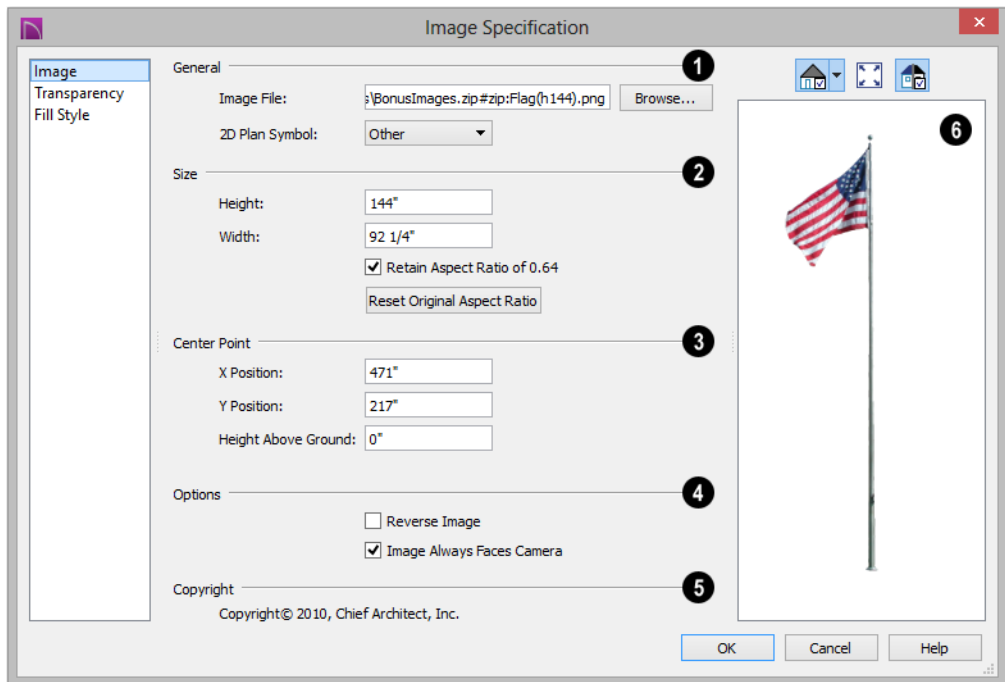 Image Specification
Image
Transparency
Fill Style
General
1
Image File:
s\BonusImages.zip#zip:Flag(h144).png
Browse...
2D Plan Symbol:
Other
Size
2
Height:
144"
Width:
92 1/4"
Retain Aspect Ratio of 0.64
Reset Original Aspect Ratio
Center Point
3
X Position:
471"
Y Position:
217"
Height Above Ground:
0"
Options
4
Reverse Image
Image Always Faces Camera
Copyright
5
Copyright© 2010, Chief Architect, Inc.
6
OK
Cancel
Help